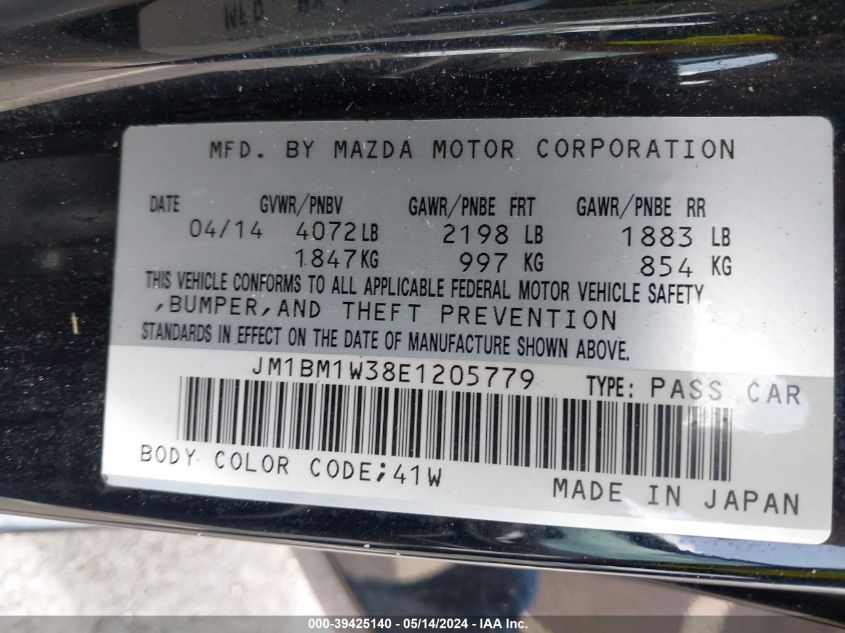 MFD. BY MAZDA MOTOR CORPORATION
DATE GVWR/PNBV GAWR/PNBE FRT GAWR/PNBE RR
04/14 4072LB 2198 LB 1883 LB
1847KG 997 KG 854 KG
THIS VEHICLE CONFORMS TO ALL APPLICABLE FEDERAL MOTOR VEHICLE SAFETY
,BUMPER,AND THEFT PREVENTION
STANDARDS IN EFFECT ON THE DATE OF MANUFACTURE SHOWN ABOVE.
JM1BM1W38E1205779 TYPE: PASS CAR
BODY COLOR CODE;41W
MADE IN JAPAN
000-39425140 - 05/14/2024 - IAA Inc.